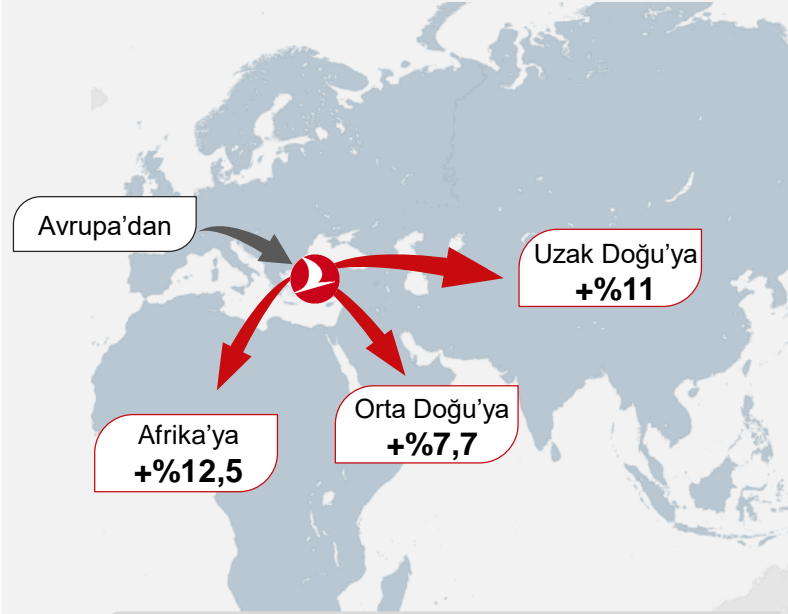 Avrupa’dan
Uzak Doğu’ya
+%11
Orta Doğu’ya
+%7,7
Afrika’ya
+%12,5